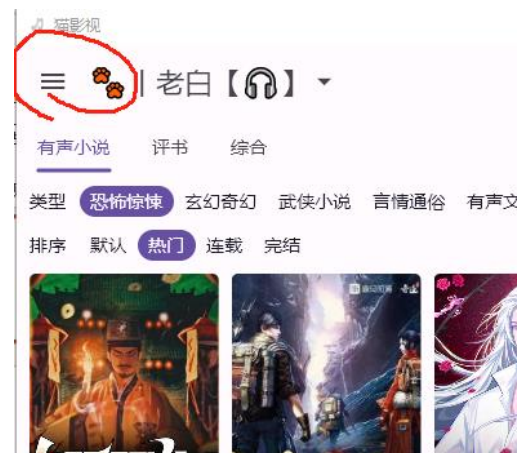 猫影视
🐾丨老白【🎧】
有声小说 评书 综合
类型 恐怖惊悚 玄幻奇幻 武侠小说 言情通俗 有声文
排序 默认 热门 连载 完结